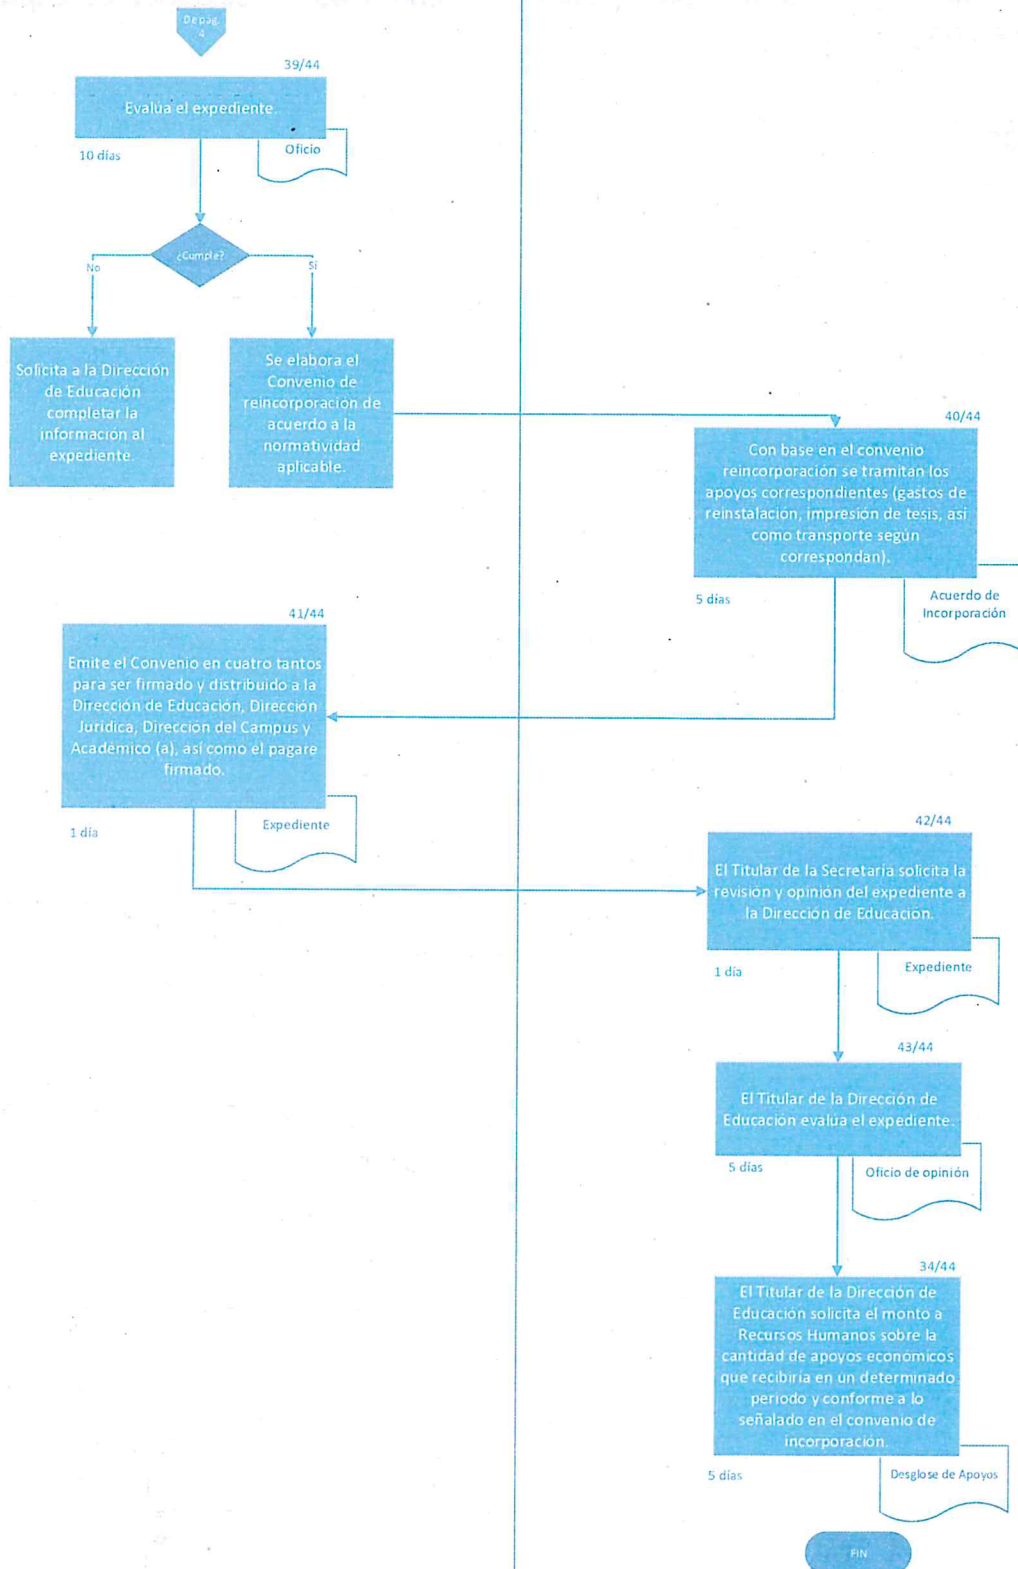 De pág.
4
39/44
Evalúa el expediente.
Oficio
10 días
¿Cumple?
No
Sí
Solicita a la Dirección
de Educación
completar la
información al
expediente.
Se elabora el
Convenio de
reincorporación de
acuerdo a la
normatividad
aplicable.
40/44
Con base en el convenio
reincorporación se tramitan los
apoyos correspondientes (gastos de
reinstalación, impresión de tesis, así
como transporte según
correspondan).
5 días
Acuerdo de
Incorporación
41/44
Emite el Convenio en cuatro tantos
para ser firmado y distribuido a la
Dirección de Educación, Dirección
Jurídica, Dirección del Campus y
Académico (a), así como el pagare
firmado.
1 día
Expediente
42/44
El Titular de la Secretaría solicita la
revisión y opinión del expediente a
la Dirección de Educación.
1 día
Expediente
43/44
El Titular de la Dirección de
Educación evalúa el expediente.
5 días
Oficio de opinión
34/44
El Titular de la Dirección de
Educación solicita el monto a
Recursos Humanos sobre la
cantidad de apoyos económicos
que recibiría en un determinado
periodo y conforme a lo
señalado en el convenio de
incorporación.
5 días
Desglose de Apoyos
FIN